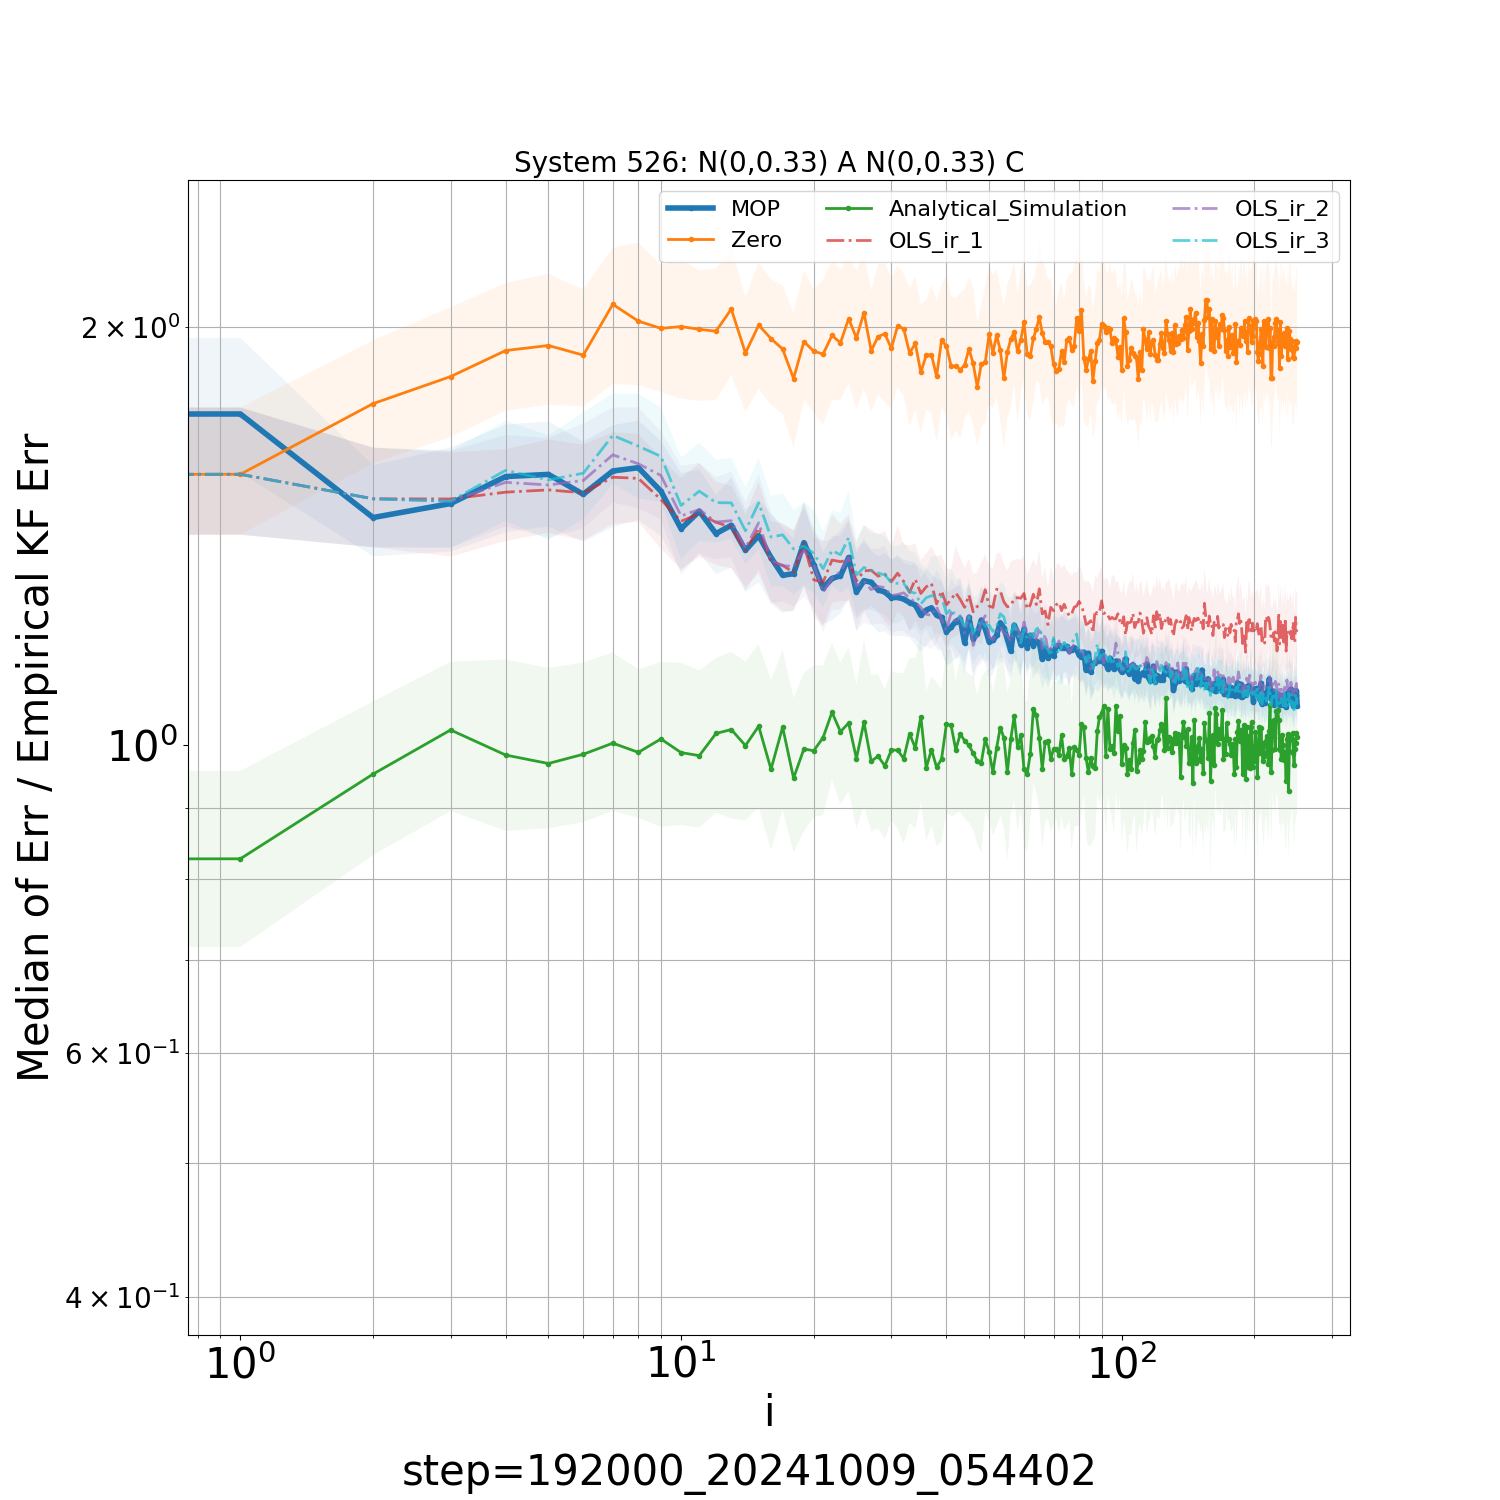 System 526: N(0,0.33) A N(0,0.33) C
MOP
Zero
Analytical_Simulation
OLS_ir_1
OLS_ir_2
OLS_ir_3
Median of Err / Empirical KF Err
2 × 10⁰
10⁰
6 × 10⁻¹
4 × 10⁻¹
10⁰ 10¹ 10²
i
step=192000_20241009_054402